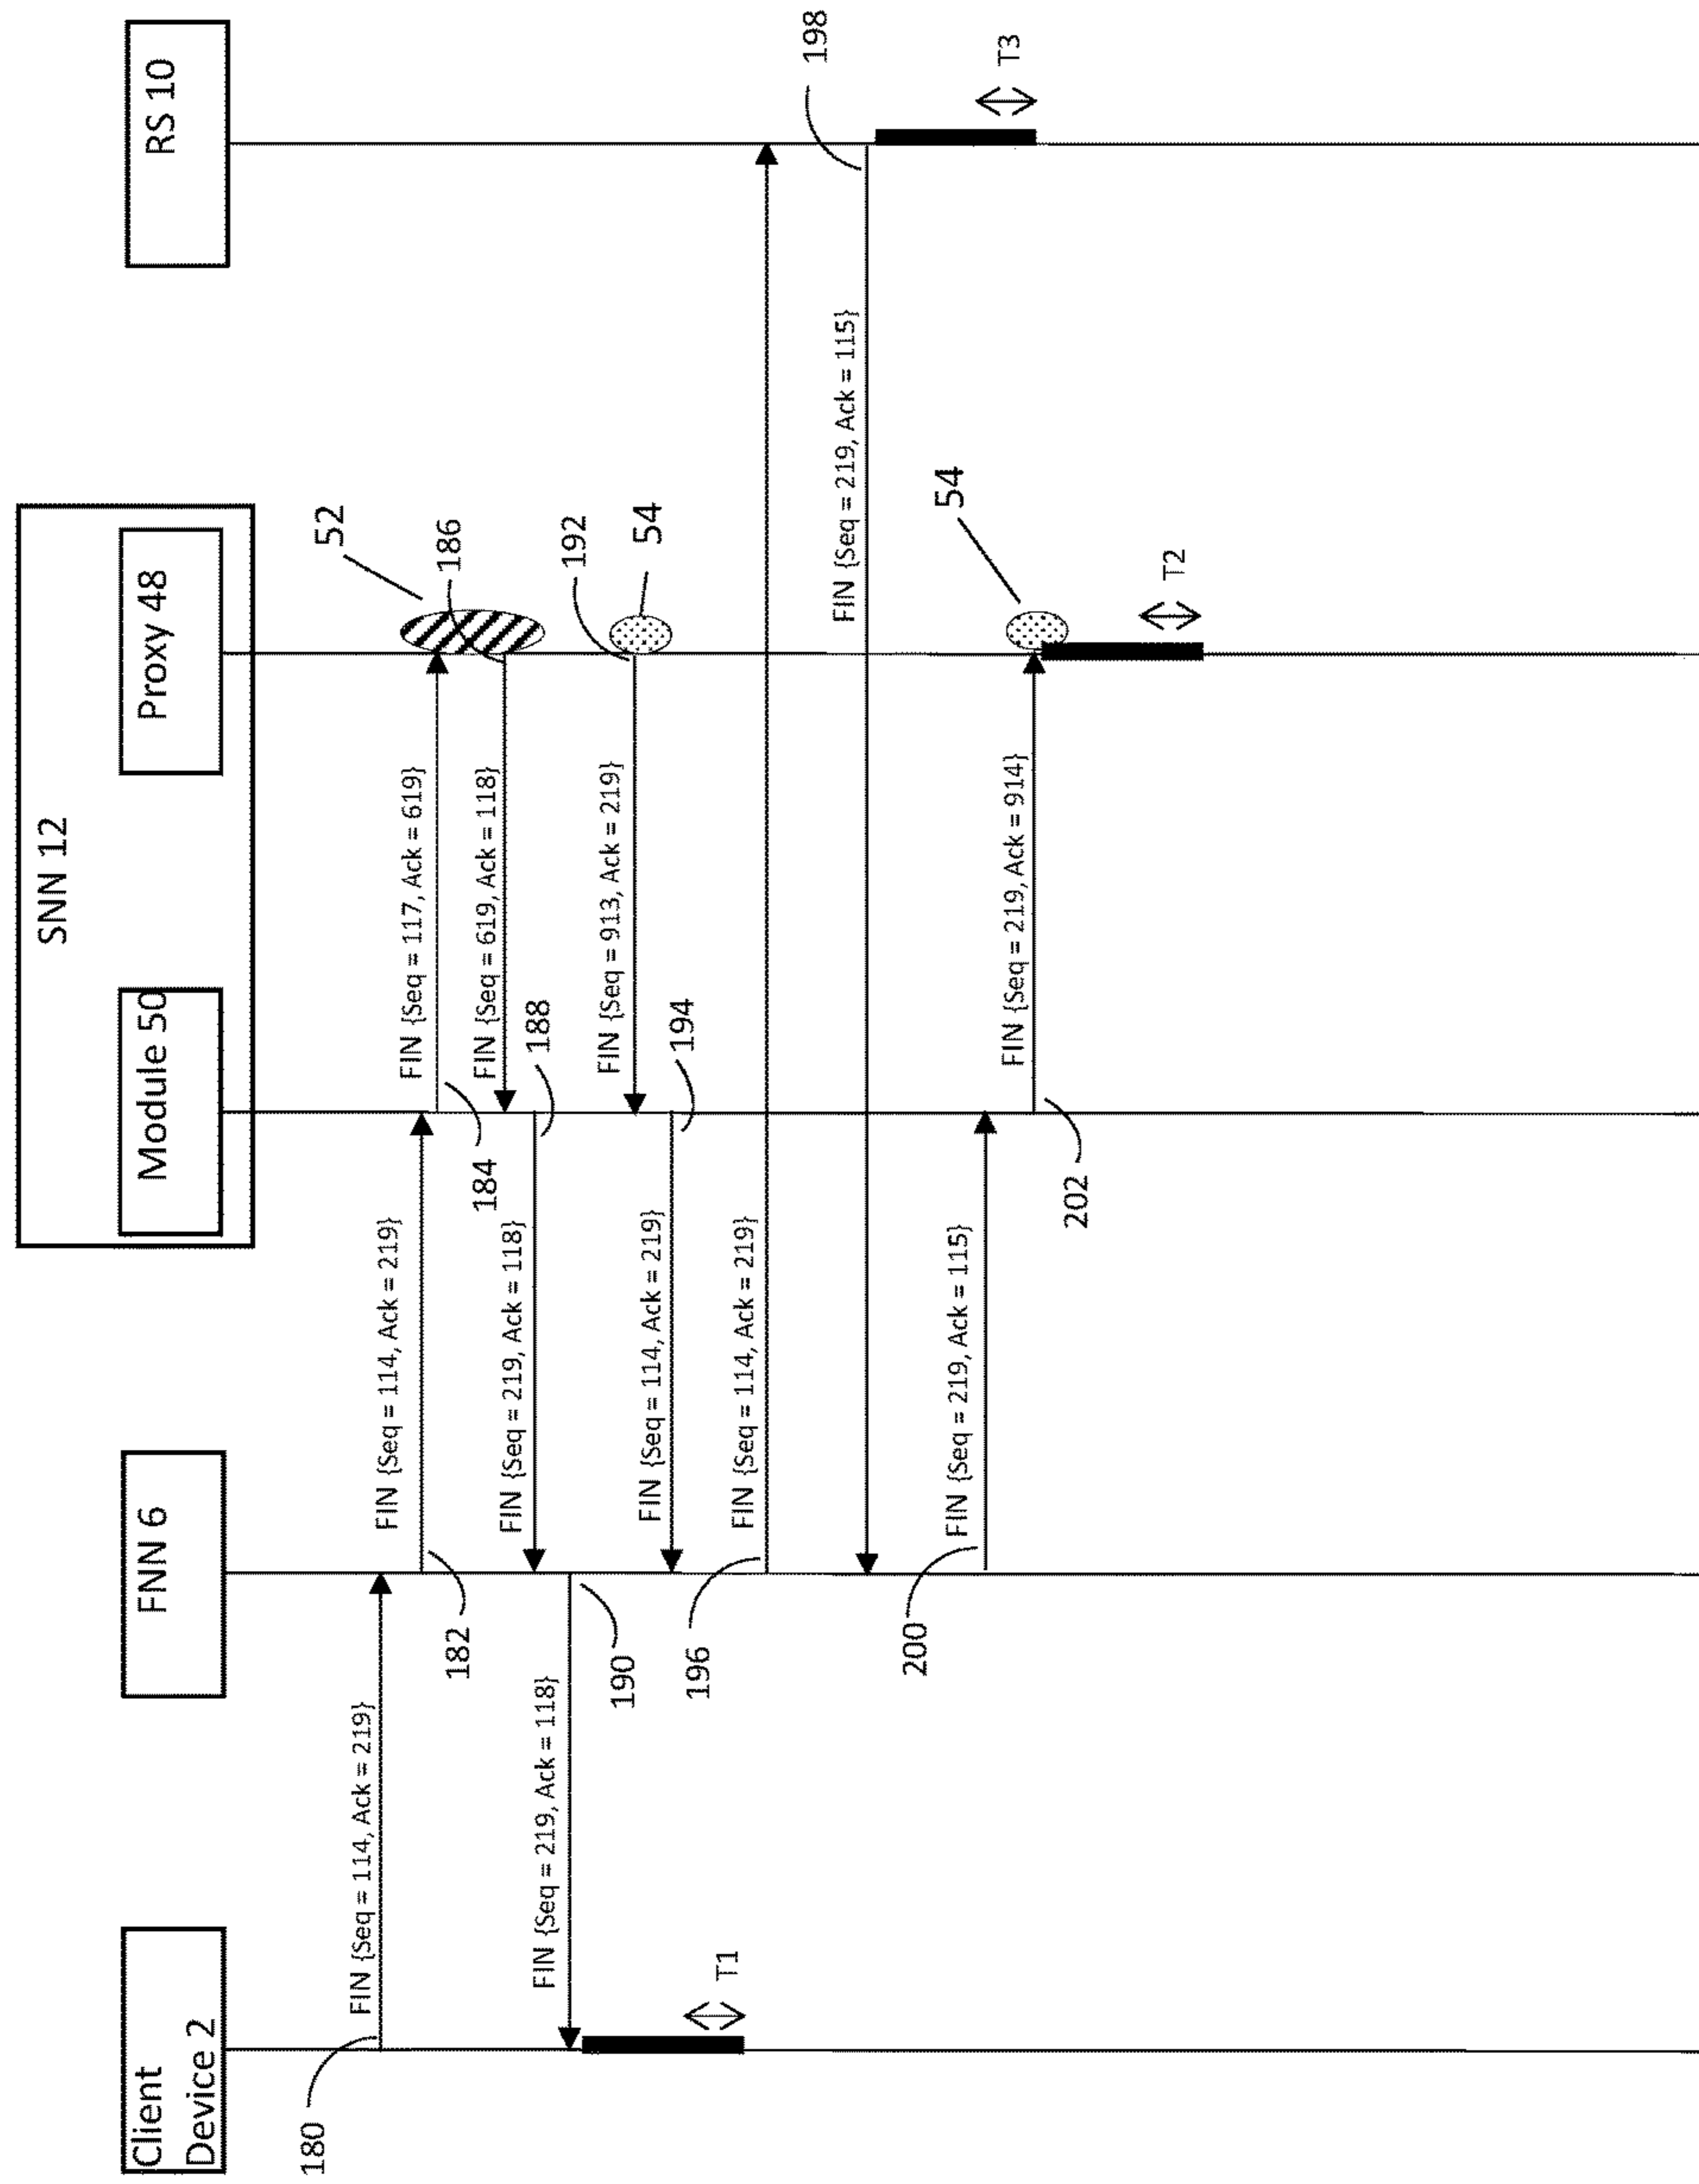 SNN 12
Client
Device 2
FNN 6
Module 50
Proxy 48
RS 10
180
FIN {Seq = 114, Ack = 219}
182
FIN {Seq = 114, Ack = 219}
184
FIN {Seq = 117, Ack = 619}
52
186
FIN {Seq = 619, Ack = 118}
188
FIN {Seq = 219, Ack = 118}
190
FIN {Seq = 219, Ack = 118}
T1
192
54
FIN {Seq = 913, Ack = 219}
194
FIN {Seq = 114, Ack = 219}
196
FIN {Seq = 114, Ack = 219}
198
FIN {Seq = 219, Ack = 115}
T3
200
FIN {Seq = 219, Ack = 115}
202
FIN {Seq = 219, Ack = 914}
54
T2